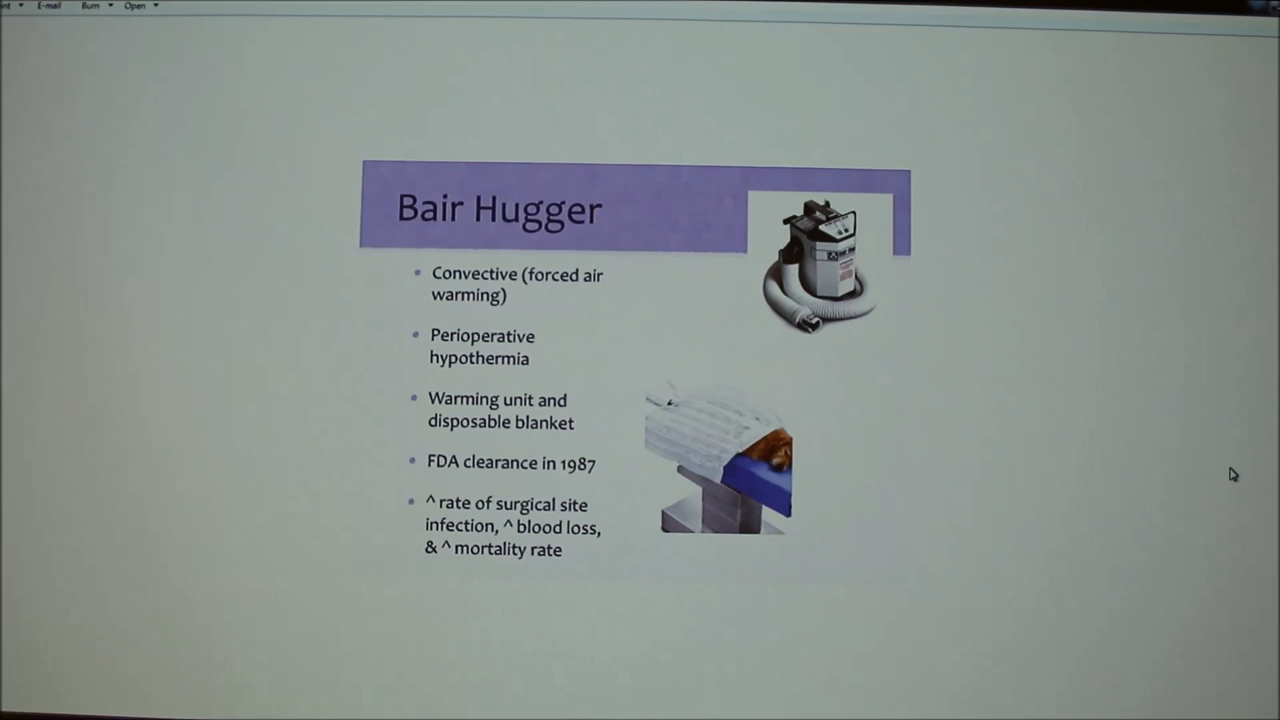 E-mail Burn Open
Bair Hugger
Convective (forced air
warming)
Perioperative
hypothermia
Warming unit and
disposable blanket
FDA clearance in 1987
^ rate of surgical site
infection, ^ blood loss,
& ^ mortality rate